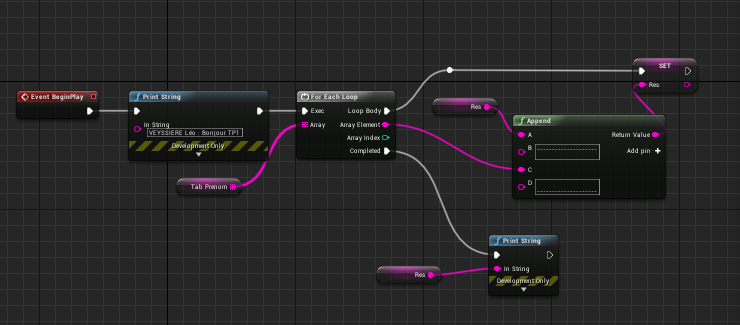 SET
Res
Event BeginPlay
Print String
In String
VEYSSIERE Léo : Bonjour TP1
Development Only
For Each Loop
Exec
Loop Body
Array
Array Element
Array Index
Completed
Tab Prenom
Res
Append
A
Return Value
B
Add pin +
C
D
Print String
In String
Development Only
Res